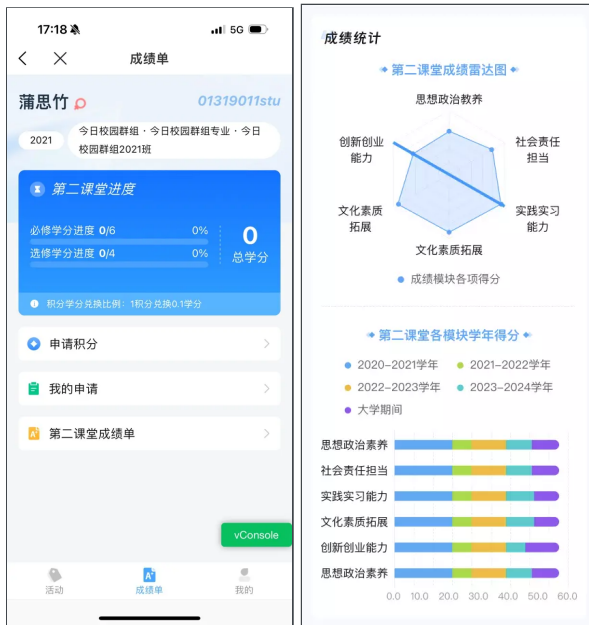 17:18
5G
成绩单
蒲思竹
01319011stu
2021
今日校园群组 · 今日校园群组专业 · 今日
校园群组2021班
第二课堂进度
必修学分进度 0/6 0%
选修学分进度 0/4 0%
0
总学分
积分学分兑换比例：1积分兑换0.1学分
申请积分
我的申请
第二课堂成绩单
vConsole
活动
成绩单
我的
成绩统计
第二课堂成绩雷达图
思想政治教养
创新创业
能力
社会责任
担当
文化素质
拓展
实践实习
能力
文化素质拓展
成绩模块各项得分
第二课堂各模块学年得分
2020-2021学年 2021-2022学年
2022-2023学年 2023-2024学年
大学期间
思想政治素养
社会责任担当
实践实习能力
文化素质拓展
创新创业能力
思想政治素养
0.0 10.0 20.0 30.0 40.0 50.0 60.0